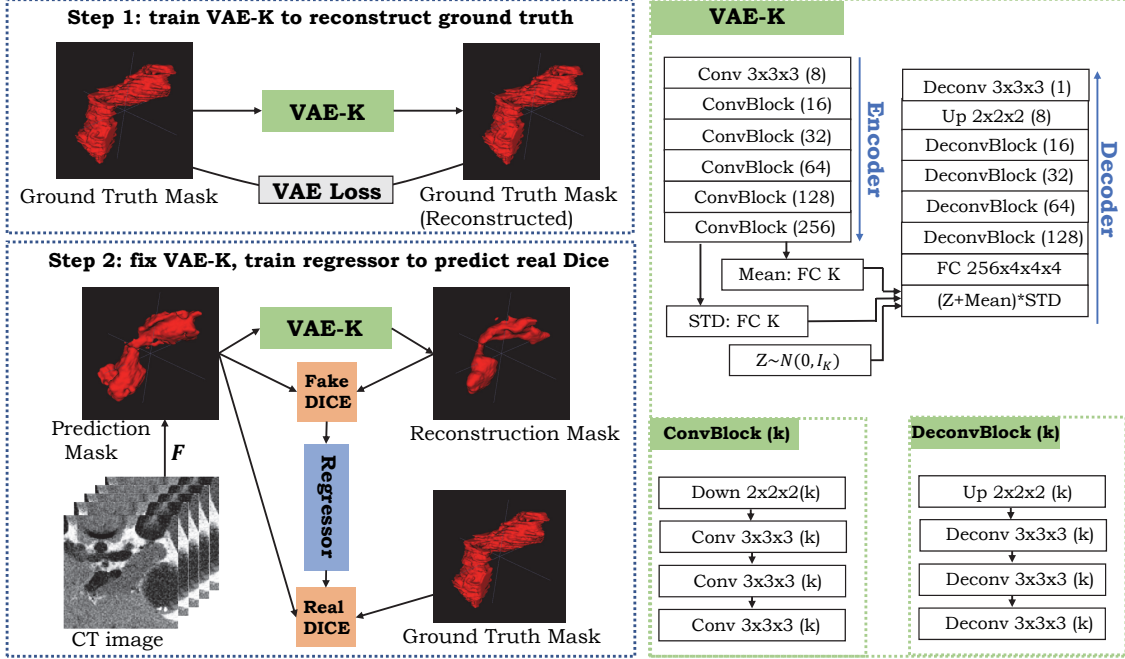 Step 1: train VAE-K to reconstruct ground truth
VAE-K
Ground Truth Mask
VAE Loss
Ground Truth Mask
(Reconstructed)
Step 2: fix VAE-K, train regressor to predict real Dice
VAE-K
Fake
DICE
Prediction
Mask
Reconstruction Mask
F
Regressor
Real
DICE
CT image
Ground Truth Mask
VAE-K
Conv 3x3x3 (8)
ConvBlock (16)
ConvBlock (32)
ConvBlock (64)
ConvBlock (128)
ConvBlock (256)
Encoder
Mean: FC K
STD: FC K
Z~N(0, I_K)
Deconv 3x3x3 (1)
Up 2x2x2 (8)
DeconvBlock (16)
DeconvBlock (32)
DeconvBlock (64)
DeconvBlock (128)
FC 256x4x4x4
(Z+Mean)*STD
Decoder
ConvBlock (k)
Down 2x2x2(k)
Conv 3x3x3 (k)
Conv 3x3x3 (k)
Conv 3x3x3 (k)
DeconvBlock (k)
Up 2x2x2 (k)
Deconv 3x3x3 (k)
Deconv 3x3x3 (k)
Deconv 3x3x3 (k)